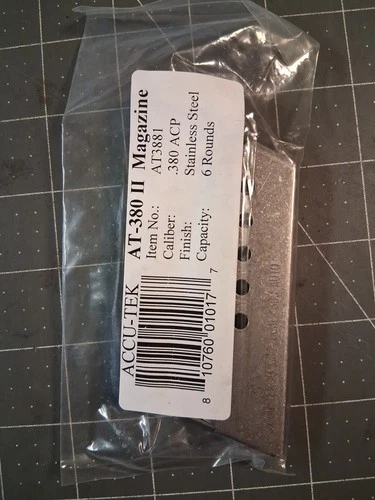 ACCU-TEK AT-380 II Magazine
Item No.: AT3881
Caliber: .380 ACP
Finish: Stainless Steel
Capacity: 6 Rounds
8 10760 01017 7